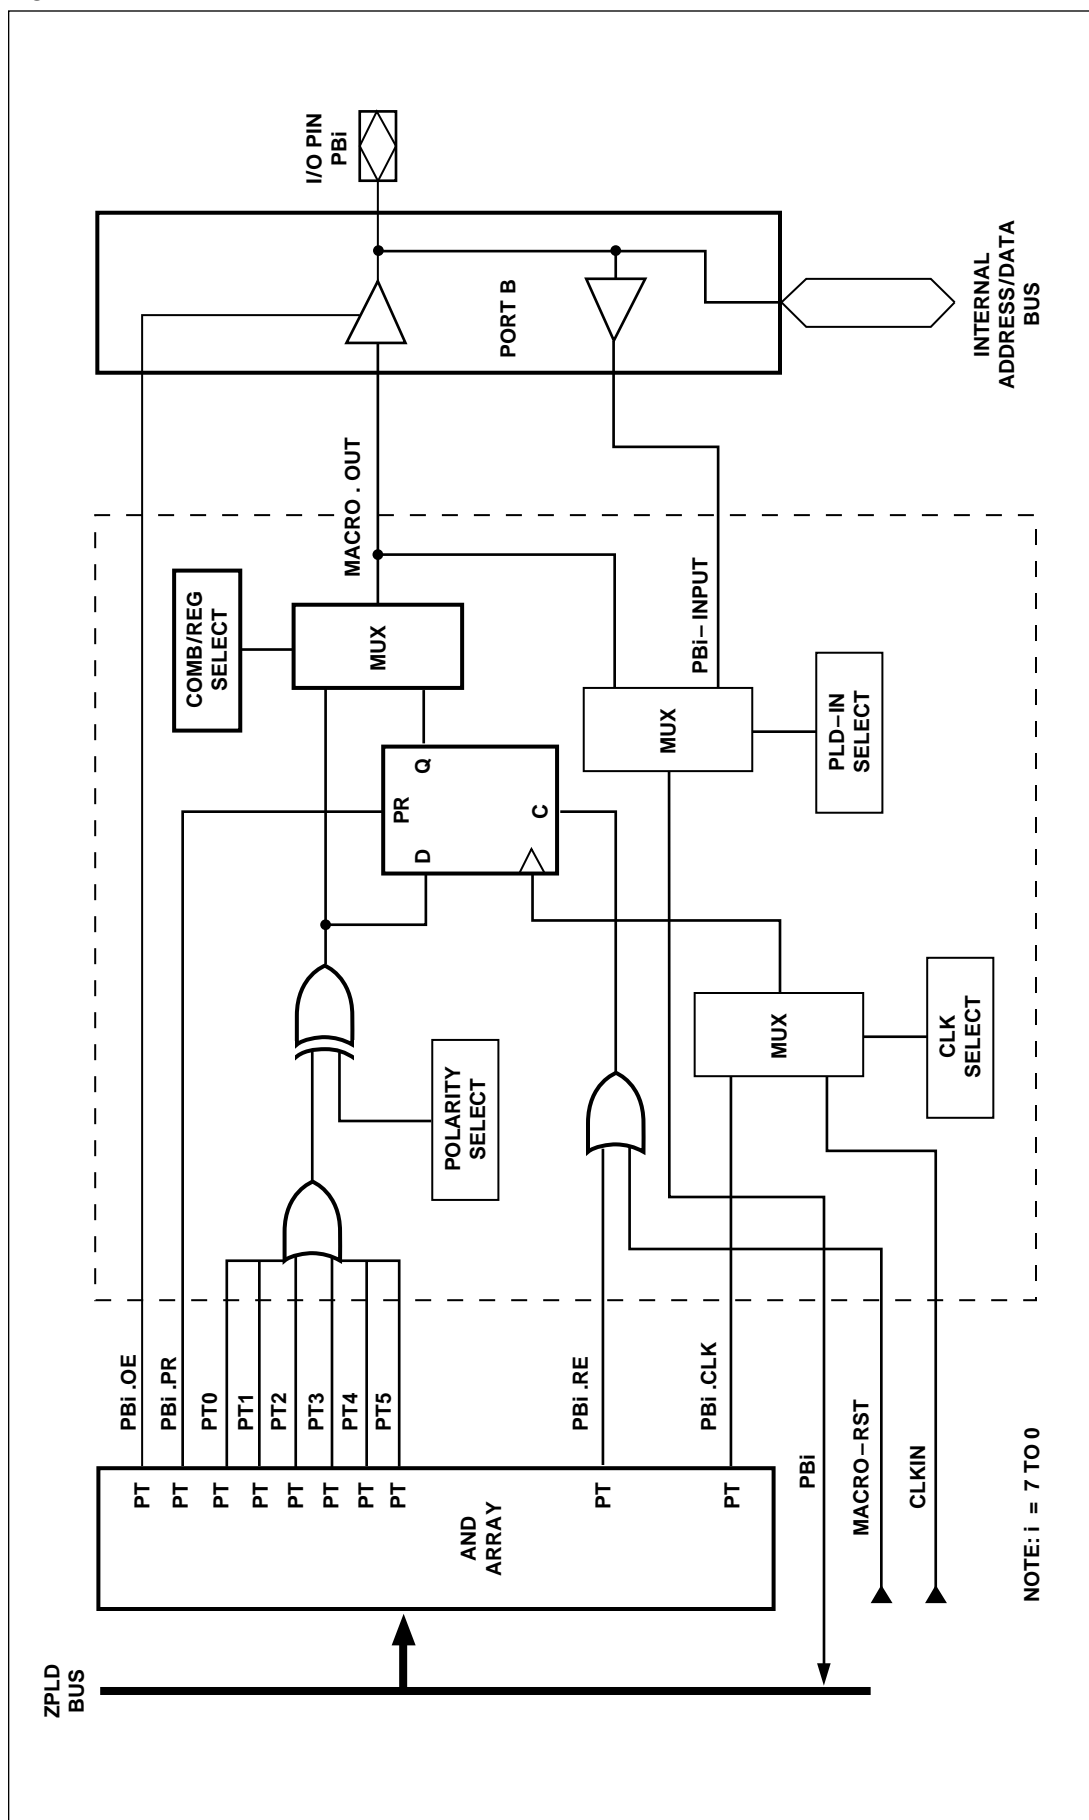 ZPLD
BUS
AND
ARRAY
PT
PT
PT
PT
PT
PT
PT
PT
PT
PT
PBi .OE
PBi .PR
PT0
PT1
PT2
PT3
PT4
PT5
PBi .RE
PBi .CLK
PBi
MACRO–RST
CLKIN
POLARITY
SELECT
CLK
SELECT
MUX
D
PR
Q
C
COMB/REG
SELECT
MUX
MUX
PLD–IN
SELECT
MACRO . OUT
PBi– INPUT
PORT B
I/O PIN
PBi
INTERNAL
ADDRESS/DATA
BUS
NOTE: i = 7 TO 0